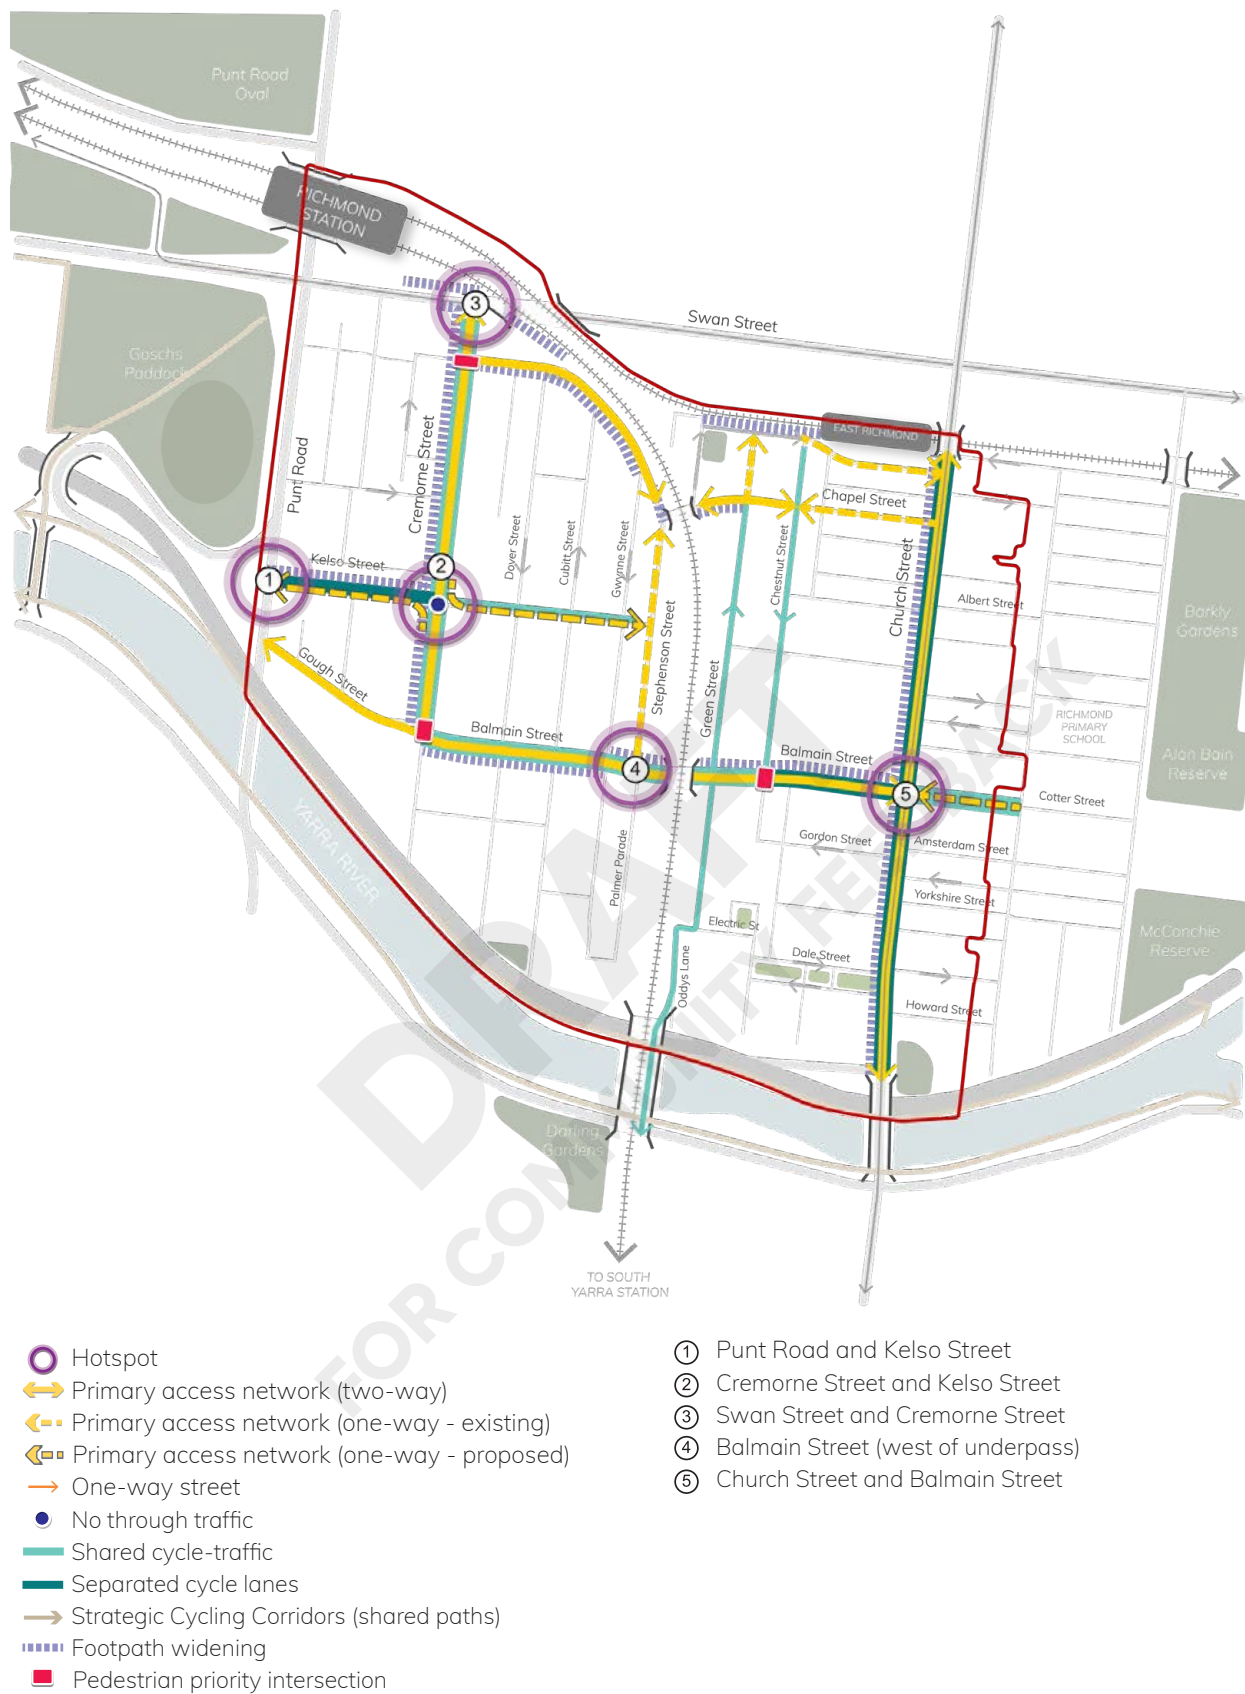 Punt Road
Oval
RICHMOND
STATION
3
Swan Street
Goschs
Paddock
EAST RICHMOND
Punt Road
Cremorne Street
Chapel Street
Kelso Street
2
1
Dover Street
Cubitt Street
Gwynne Street
Chestnut Street
Church Street
Albert Street
Barkly
Gardens
Gough Street
Stephenson Street
Green Street
RICHMOND
PRIMARY
SCHOOL
Balmain Street
Balmain Street
Alan Bain
Reserve
4
5
Cotter Street
YARRA RIVER
Gordon Street
Amsterdam Street
Palmer Parade
Yorkshire Street
Electric St
McConchie
Reserve
Dale Street
Oddys Lane
Howard Street
Darling
Gardens
TO SOUTH
YARRA STATION
DRAFT
FOR COMMUNITY FEEDBACK
Hotspot
Primary access network (two-way)
Primary access network (one-way - existing)
Primary access network (one-way - proposed)
One-way street
No through traffic
Shared cycle-traffic
Separated cycle lanes
Strategic Cycling Corridors (shared paths)
Footpath widening
Pedestrian priority intersection
1 Punt Road and Kelso Street
2 Cremorne Street and Kelso Street
3 Swan Street and Cremorne Street
4 Balmain Street (west of underpass)
5 Church Street and Balmain Street